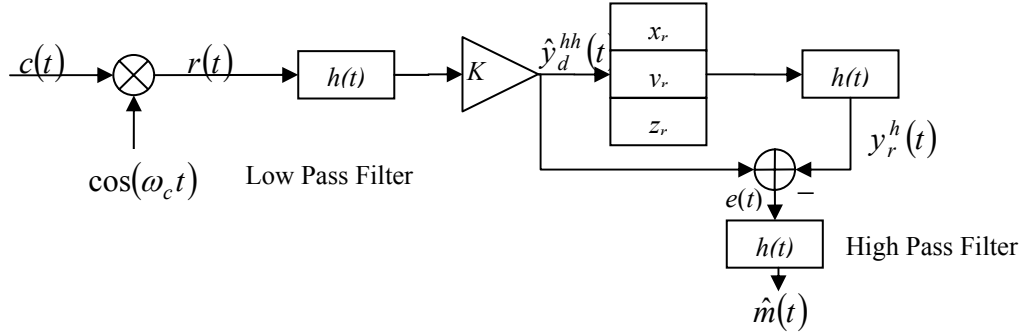 c(t)
r(t)
h(t)
K
ŷ_d^{hh}(t)
x_r
v_r
z_r
h(t)
cos(ω_c t)
Low Pass Filter
y_r^h(t)
−
e(t)
h(t)
High Pass Filter
m̂(t)